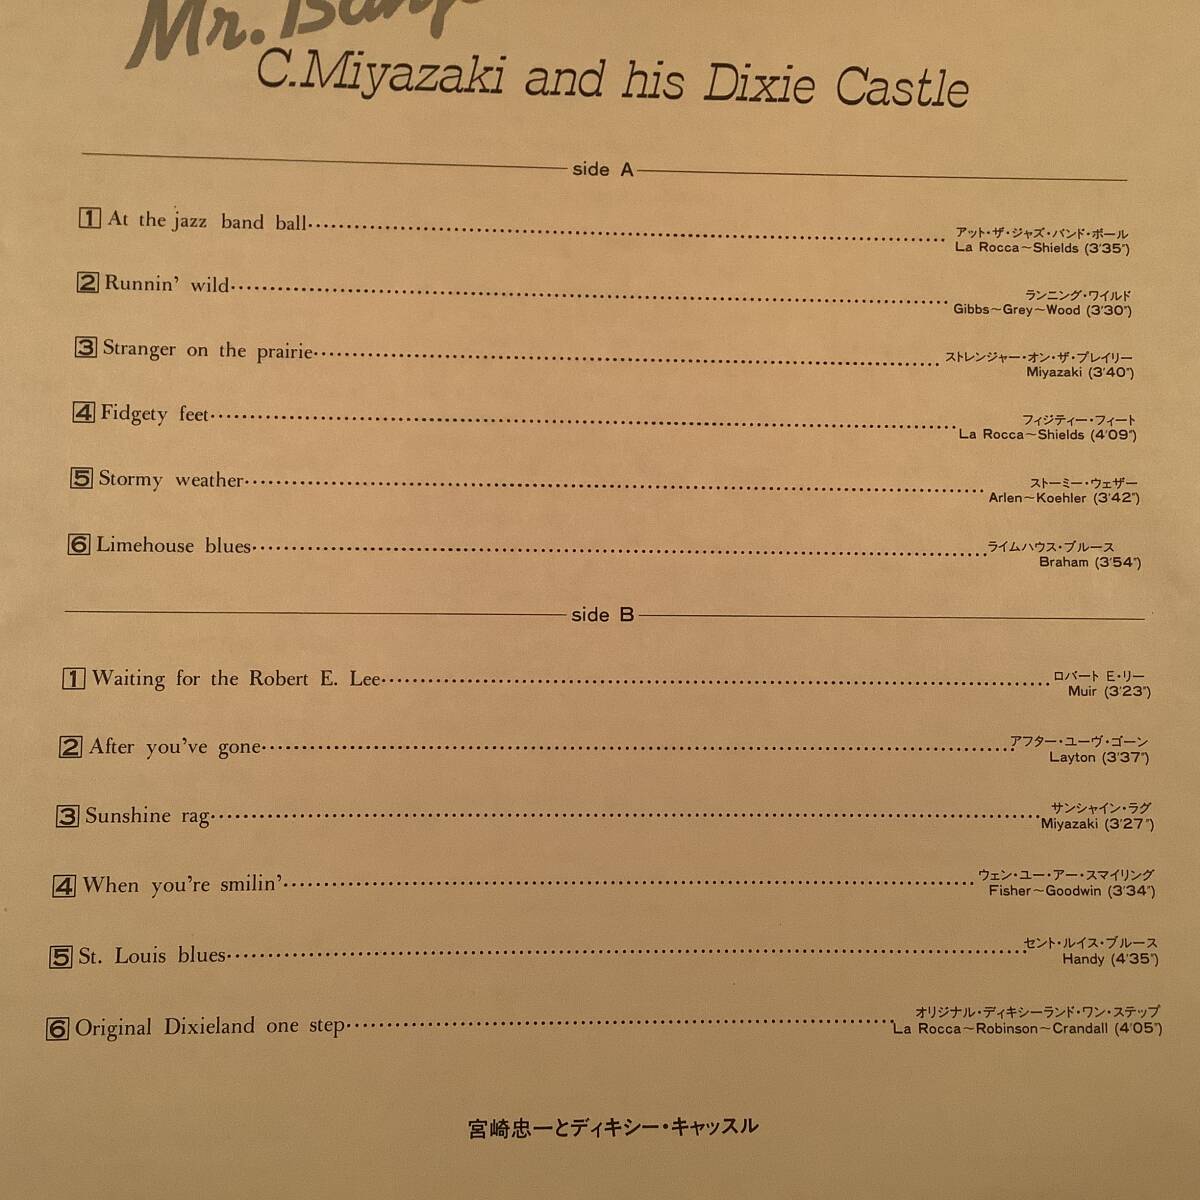 Mr.
C.Miyazaki and his Dixie Castle
side A
1 At the jazz band ball アット・ザ・ジャズ・バンド・ボール
La Rocca~Shields (3'35")
2 Runnin' wild ランニング・ワイルド
Gibbs~Grey~Wood (3'30")
3 Stranger on the prairie ストレンジャー・オン・ザ・プレイリー
Miyazaki (3'40")
4 Fidgety feet フィジティー・フィート
La Rocca~Shields (4'09")
5 Stormy weather ストーミー・ウェザー
Arlen~Koehler (3'42")
6 Limehouse blues ライムハウス・ブルース
Braham (3'54")
side B
1 Waiting for the Robert E. Lee ロバート E・リー
Muir (3'23")
2 After you've gone アフター・ユーヴ・ゴーン
Layton (3'37")
3 Sunshine rag サンシャイン・ラグ
Miyazaki (3'27")
4 When you're smilin' ウェン・ユー・アー・スマイリング
Fisher~Goodwin (3'34")
5 St. Louis blues セント・ルイス・ブルース
Handy (4'35")
6 Original Dixieland one step オリジナル・ディキシーランド・ワン・ステップ
La Rocca~Robinson~Crandall (4'05")
宮崎忠一とディキシー・キャッスル